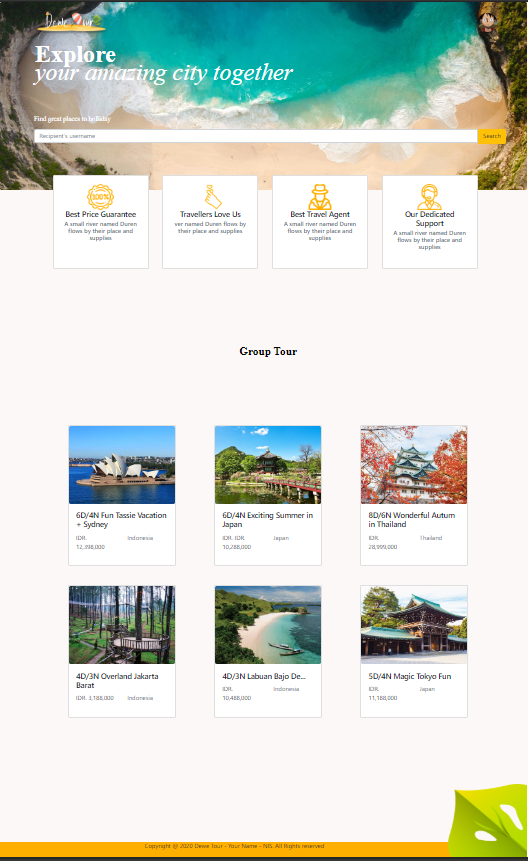 Dewe Tour
Explore
your amazing city together
Find great places to holiday
Recipient's username
Search
100%
Best Price Guarantee
A small river named Duren
flows by their place and
supplies
Travellers Love Us
ver named Duren flows by
their place and supplies
Best Travel Agent
A small river named Duren
flows by their place and
supplies
Our Dedicated
Support
A small river named Duren
flows by their place and
supplies
Group Tour
6D/4N Fun Tassie Vacation
+ Sydney
IDR.
12,398,000
Indonesia
6D/4N Exciting Summer in
Japan
IDR. IDR.
10,288,000
Japan
8D/6N Wonderful Autum
in Thailand
IDR.
28,999,000
Thailand
4D/3N Overland Jakarta
Barat
IDR. 3,188,000
Indonesia
4D/3N Labuan Bajo De...
IDR.
10,488,000
Indonesia
5D/4N Magic Tokyo Fun
IDR.
11,188,000
Japan
Copyright @ 2020 Dewe Tour - Your Name - NIS. All Rights reserved